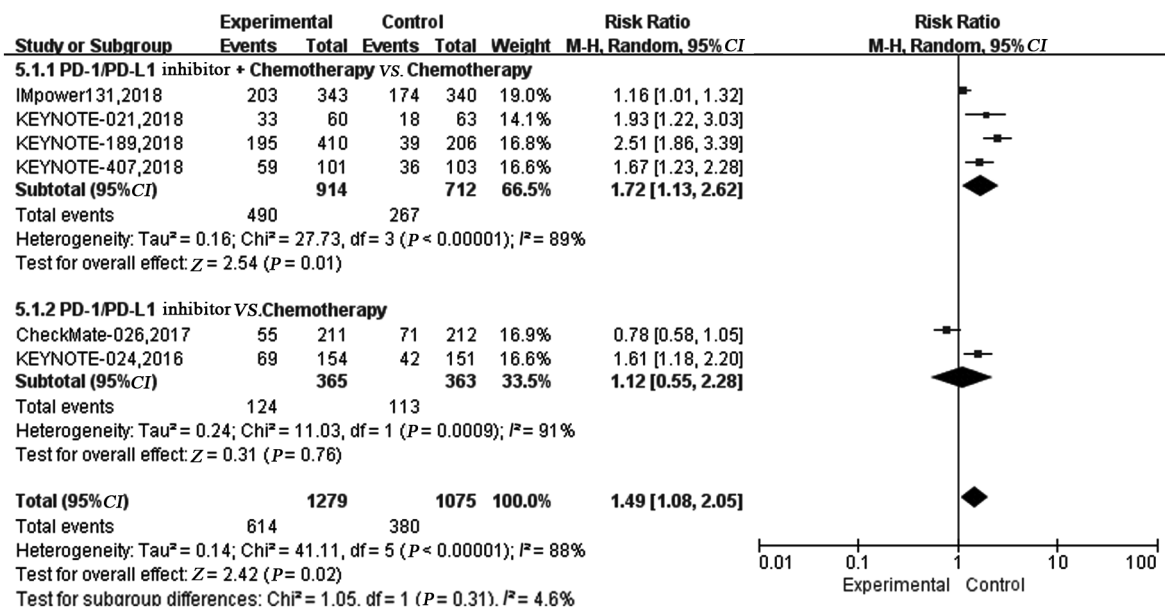 Experimental Control Risk Ratio Risk Ratio
Study or Subgroup Events Total Events Total Weight M-H, Random, 95% CI M-H, Random, 95% CI
5.1.1 PD-1/PD-L1 inhibitor + Chemotherapy VS. Chemotherapy
IMpower131,2018 203 343 174 340 19.0% 1.16 [1.01, 1.32]
KEYNOTE-021,2018 33 60 18 63 14.1% 1.93 [1.22, 3.03]
KEYNOTE-189,2018 195 410 39 206 16.8% 2.51 [1.86, 3.39]
KEYNOTE-407,2018 59 101 36 103 16.6% 1.67 [1.23, 2.28]
Subtotal (95%CI) 914 712 66.5% 1.72 [1.13, 2.62]
Total events 490 267
Heterogeneity: Tau² = 0.16; Chi² = 27.73, df = 3 (P < 0.00001); I² = 89%
Test for overall effect: Z = 2.54 (P = 0.01)
5.1.2 PD-1/PD-L1 inhibitor VS.Chemotherapy
CheckMate-026,2017 55 211 71 212 16.9% 0.78 [0.58, 1.05]
KEYNOTE-024,2016 69 154 42 151 16.6% 1.61 [1.18, 2.20]
Subtotal (95%CI) 365 363 33.5% 1.12 [0.55, 2.28]
Total events 124 113
Heterogeneity: Tau² = 0.24; Chi² = 11.03, df = 1 (P = 0.0009); I² = 91%
Test for overall effect: Z = 0.31 (P = 0.76)
Total (95%CI) 1279 1075 100.0% 1.49 [1.08, 2.05]
Total events 614 380
Heterogeneity: Tau² = 0.14; Chi² = 41.11, df = 5 (P < 0.00001); I² = 88%
Test for overall effect: Z = 2.42 (P = 0.02)
Test for subgroup differences: Chi² = 1.05, df = 1 (P = 0.31), I² = 4.6%
0.01 0.1 1 10 100
Experimental Control